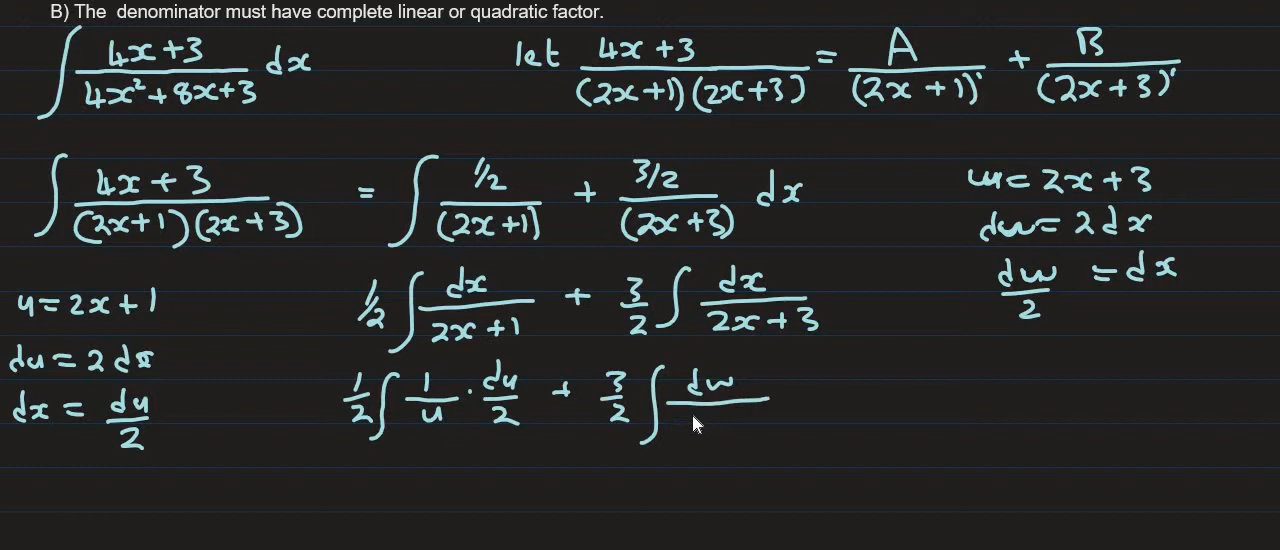 B) The denominator must have complete linear or quadratic factor.
∫ (4x+3)/(4x²+8x+3) dx   let (4x+3)/((2x+1)(2x+3)) = A/(2x+1)' + B/(2x+3)'
∫ (4x+3)/((2x+1)(2x+3)) = ∫ (1/2)/(2x+1) + (3/2)/(2x+3) dx
w = 2x+3
dw = 2dx
dw/2 = dx
u = 2x+1
du = 2dx
dx = du/2
1/2 ∫ dx/(2x+1) + 3/2 ∫ dx/(2x+3)
1/2 ∫ 1/u · du/2 + 3/2 ∫ dw/